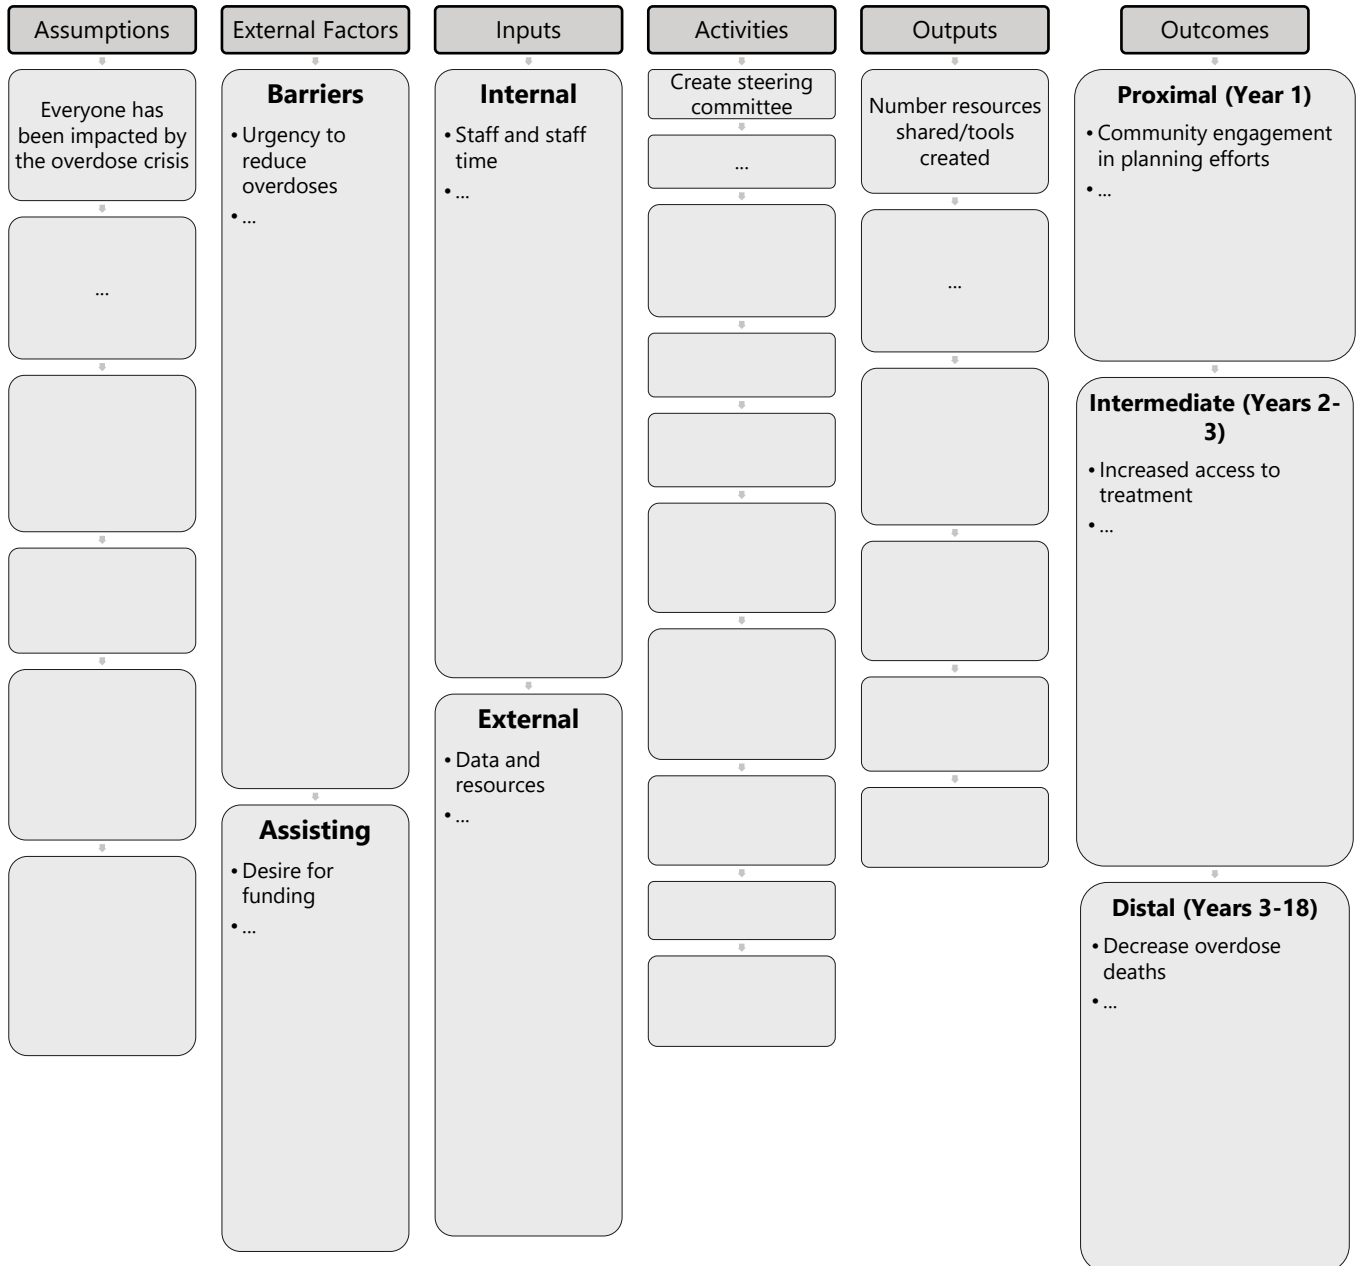 Assumptions
Everyone has
been impacted by
the overdose crisis
...
External Factors
Barriers
• Urgency to
reduce
overdoses
• ...
Assisting
• Desire for
funding
• ...
Inputs
Internal
• Staff and staff
time
• ...
External
• Data and
resources
• ...
Activities
Create steering
committee
...
Outputs
Number resources
shared/tools
created
...
Outcomes
Proximal (Year 1)
• Community engagement
in planning efforts
• ...
Intermediate (Years 2-
3)
• Increased access to
treatment
• ...
Distal (Years 3-18)
• Decrease overdose
deaths
• ...